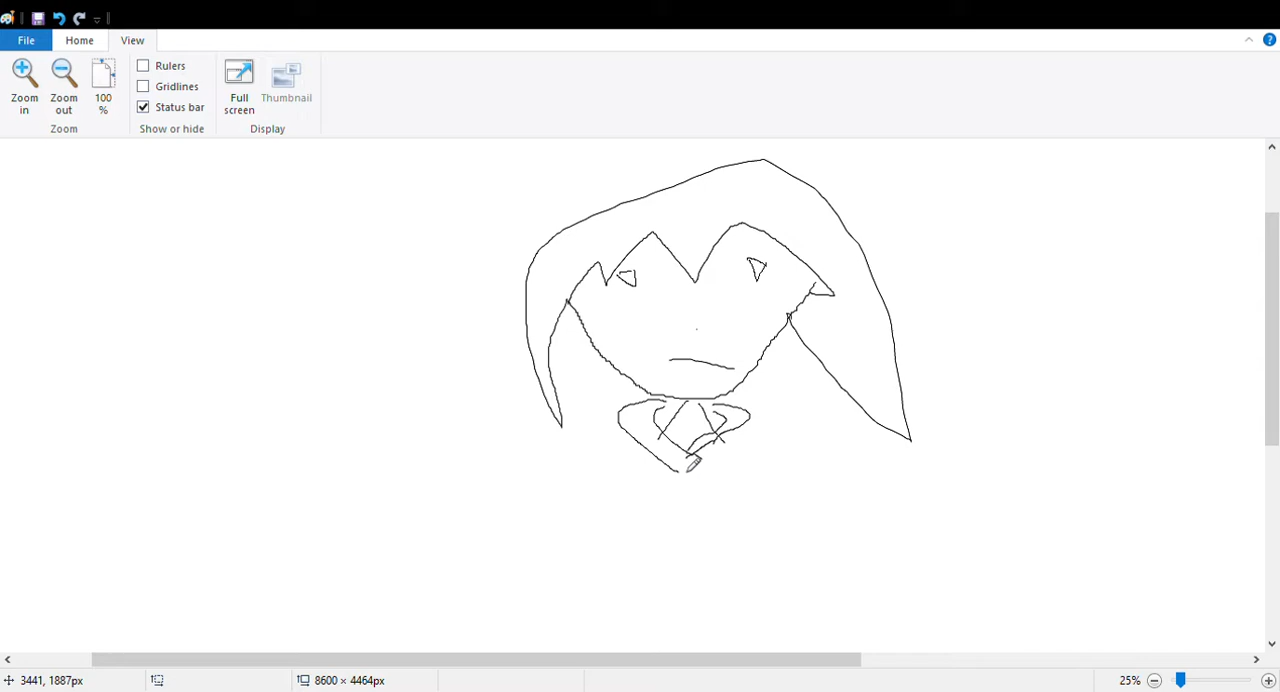 File Home View
Zoom in Zoom out 100 % Rulers Gridlines Status bar Full screen Thumbnail
Zoom Show or hide Display
3441, 1887px 8600 × 4464px 25%